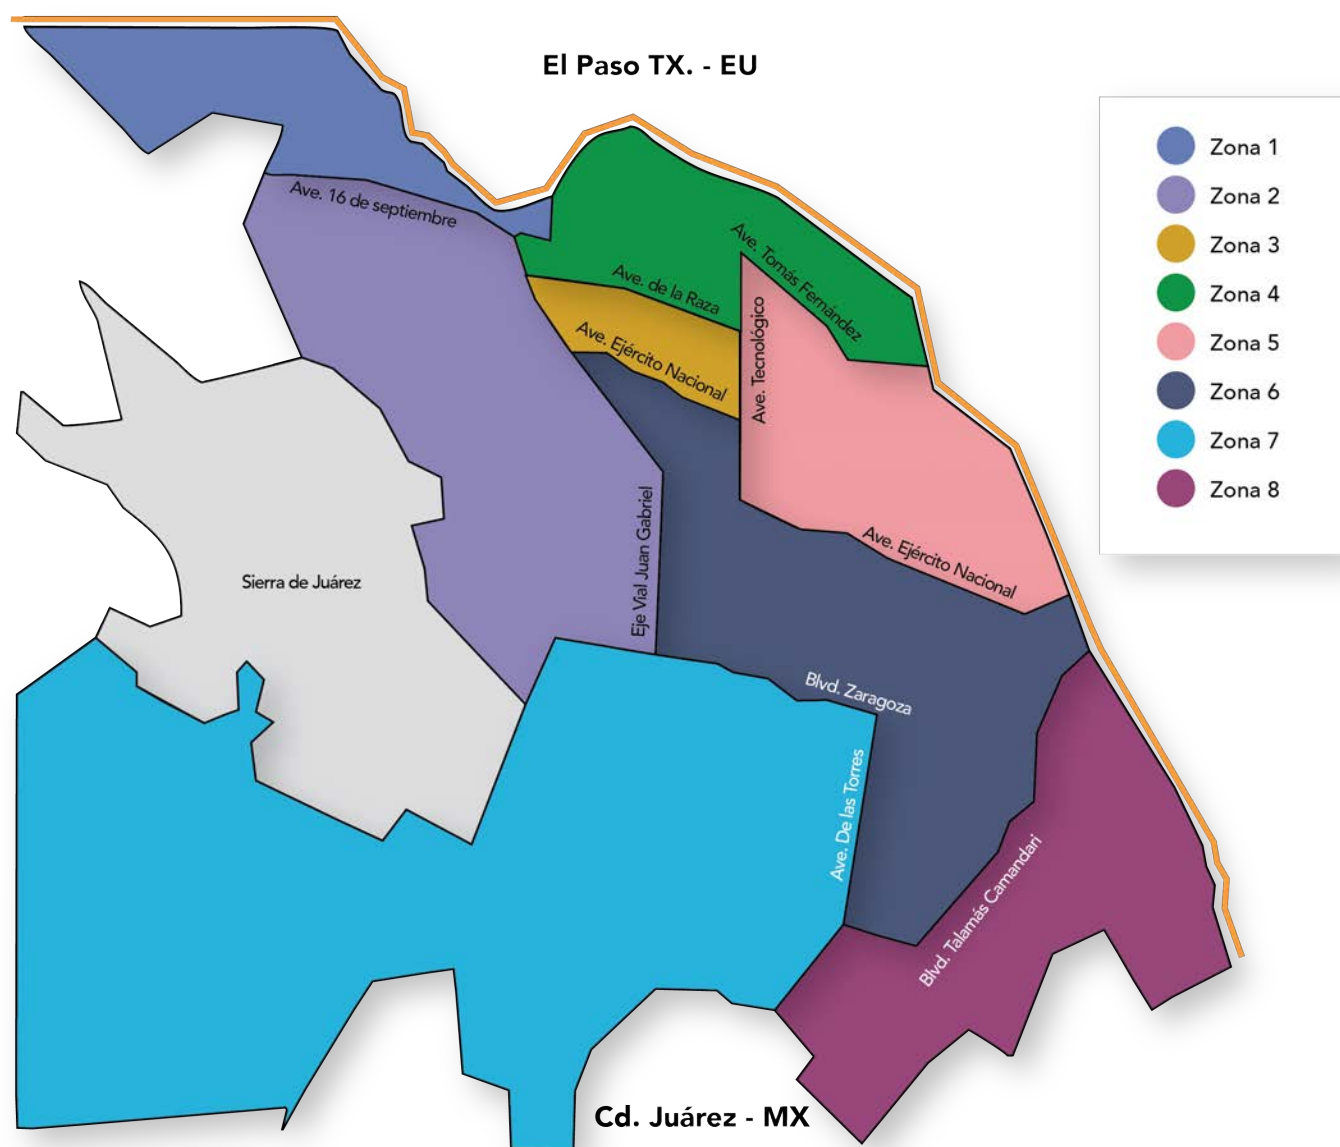 El Paso TX. - EU
Zona 1
Zona 2
Zona 3
Zona 4
Zona 5
Zona 6
Zona 7
Zona 8
Ave. 16 de septiembre
Ave. Tomás Fernández
Ave. de la Raza
Ave. Tecnológico
Ave. Ejército Nacional
Ave. Ejército Nacional
Eje Vial Juan Gabriel
Sierra de Juárez
Blvd. Zaragoza
Ave. De las Torres
Blvd. Talamás Camandari
Cd. Juárez - MX